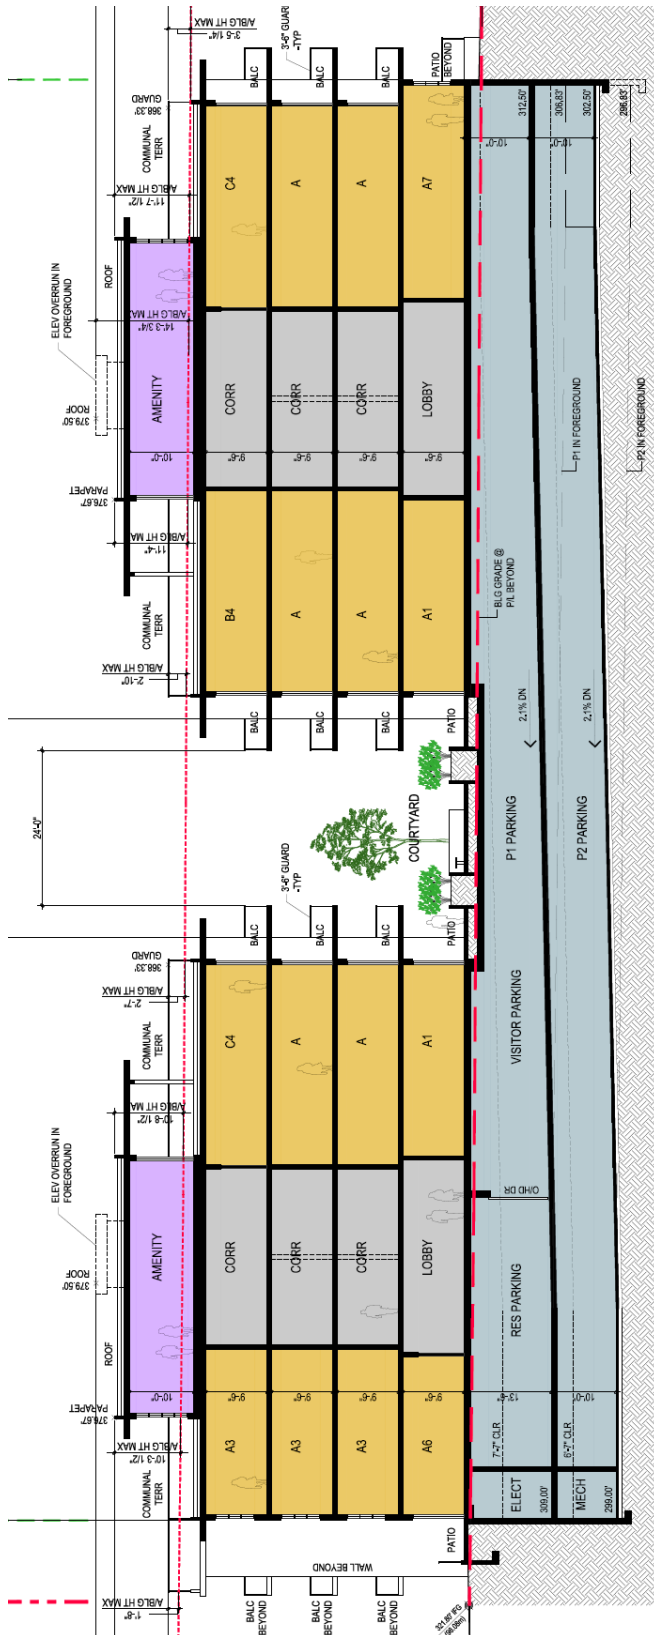 ELEV OVERRUN IN
FOREGROUND
24'-0"
ELEV OVERRUN IN
FOREGROUND
376.67'
PARAPET
379.50'
ROOF
376.67'
PARAPET
379.50'
ROOF
ROOF
ROOF
A/BLG HT MAX
1'-8"
COMMUNAL
TERR
A/BLG HT MAX
10'-3 1/2"
10'-0"
AMENITY
A/BLG HT MAX
10'-8 1/2"
COMMUNAL
TERR
A/BLG HT MAX
2'-7"
368.33'
GUARD
COMMUNAL
TERR
A/BLG HT MAX
2'-10"
A/BLG HT MAX
11'-4"
10'-0"
AMENITY
A/BLG HT MAX
14'-3 3/4"
COMMUNAL
TERR
A/BLG HT MAX
11'-7 1/2"
368.33'
GUARD
A/BLG HT MAX
3'-5 1/4"
BALC
BEYOND
A3
9'-6"
CORR
C4
BALC
3'-6" GUARD
-TYP
BALC
B4
9'-6"
CORR
C4
BALC
3'-6" GUARD
-TYP
BALC
BEYOND
A3
9'-6"
CORR
A
BALC
BALC
A
9'-6"
CORR
A
BALC
BALC
BEYOND
WALL BEYOND
A3
9'-6"
CORR
A
BALC
BALC
A
9'-6"
CORR
A
BALC
PATIO
A6
9'-6"
LOBBY
A1
PATIO
COURTYARD
PATIO
A1
9'-6"
LOBBY
A7
PATIO
BEYOND
321.80' IFG
ELECT
309.00'
7'-7" CLR
13'-6"
RES PARKING
O/HD DR
VISITOR PARKING
P1 PARKING
2.1% DN
BLG GRADE @
P/L BEYOND
10'-0"
312.50'
MECH
299.00'
6'-7" CLR
10'-0"
P2 PARKING
2.1% DN
P1 IN FOREGROUND
10'-0"
306.83'
302.50'
P2 IN FOREGROUND
296.83'